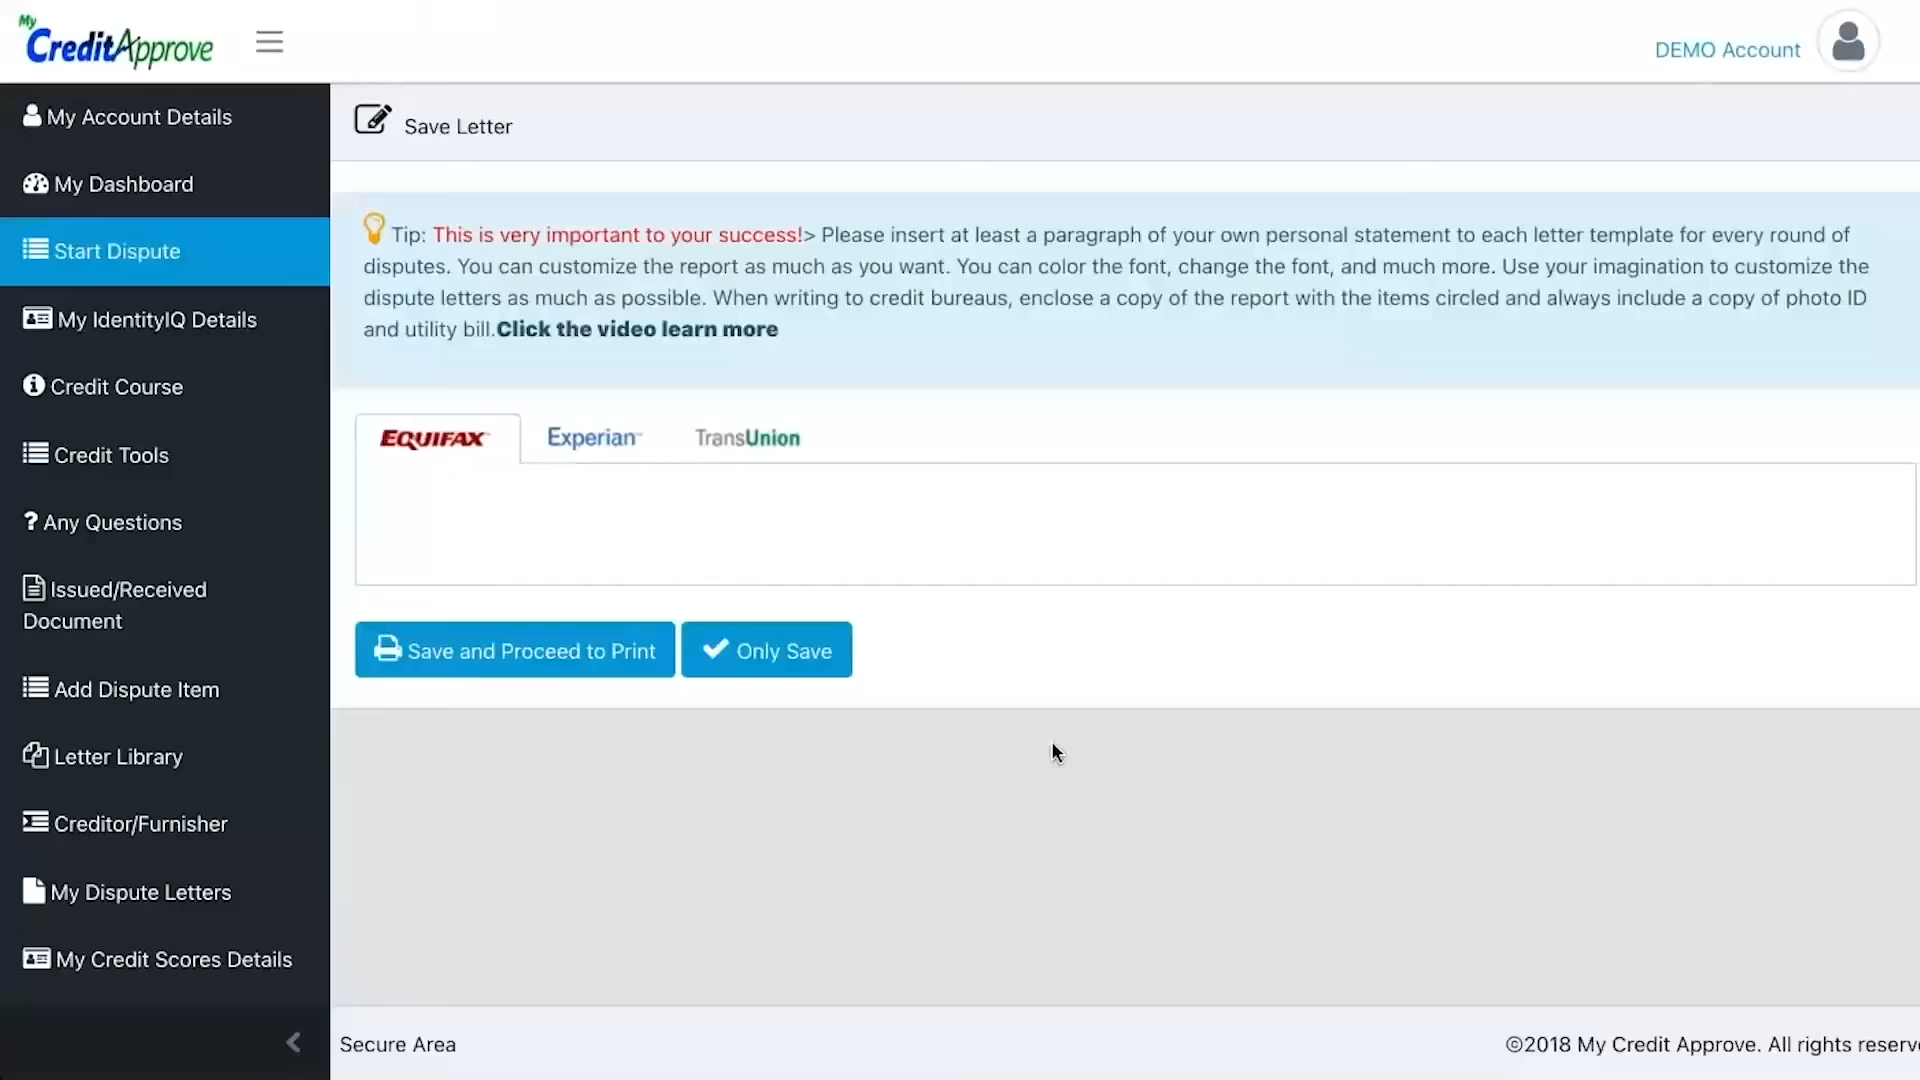 My
CreditApprove
DEMO Account
My Account Details
My Dashboard
Start Dispute
My IdentityIQ Details
Credit Course
Credit Tools
Any Questions
Issued/Received
Document
Add Dispute Item
Letter Library
Creditor/Furnisher
My Dispute Letters
My Credit Scores Details
Save Letter
Tip: This is very important to your success!> Please insert at least a paragraph of your own personal statement to each letter template for every round of
disputes. You can customize the report as much as you want. You can color the font, change the font, and much more. Use your imagination to customize the
dispute letters as much as possible. When writing to credit bureaus, enclose a copy of the report with the items circled and always include a copy of photo ID
and utility bill.Click the video learn more
EQUIFAX Experian TransUnion
Save and Proceed to Print Only Save
Secure Area
©2018 My Credit Approve. All rights reserv